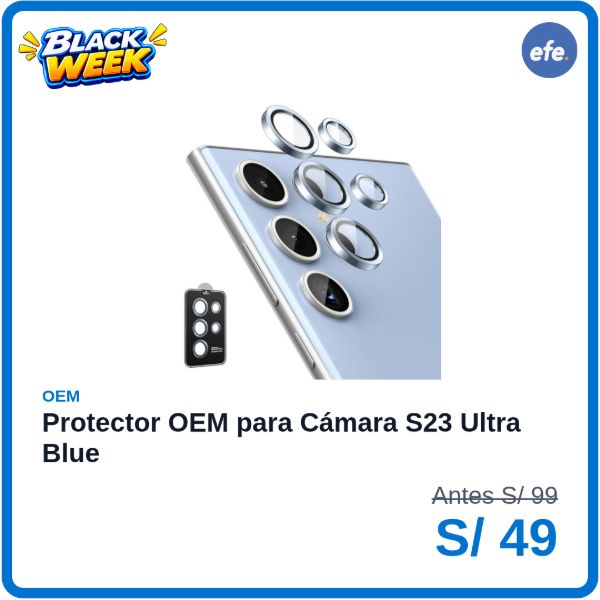 BLACK
WEEK
efe.
OEM
Protector OEM para Cámara S23 Ultra
Blue
Antes S/ 99
S/ 49